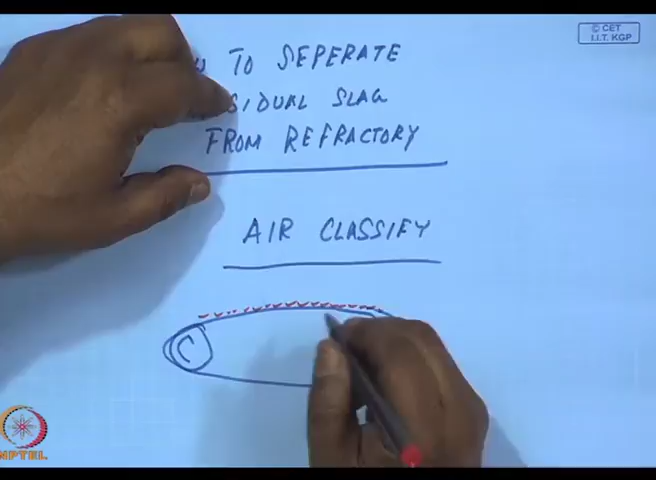 TO SEPERATE
SIDUAL SLAG
FROM REFRACTORY
AIR CLASSIFY
© CET
I.I.T. KGP
NPTEL